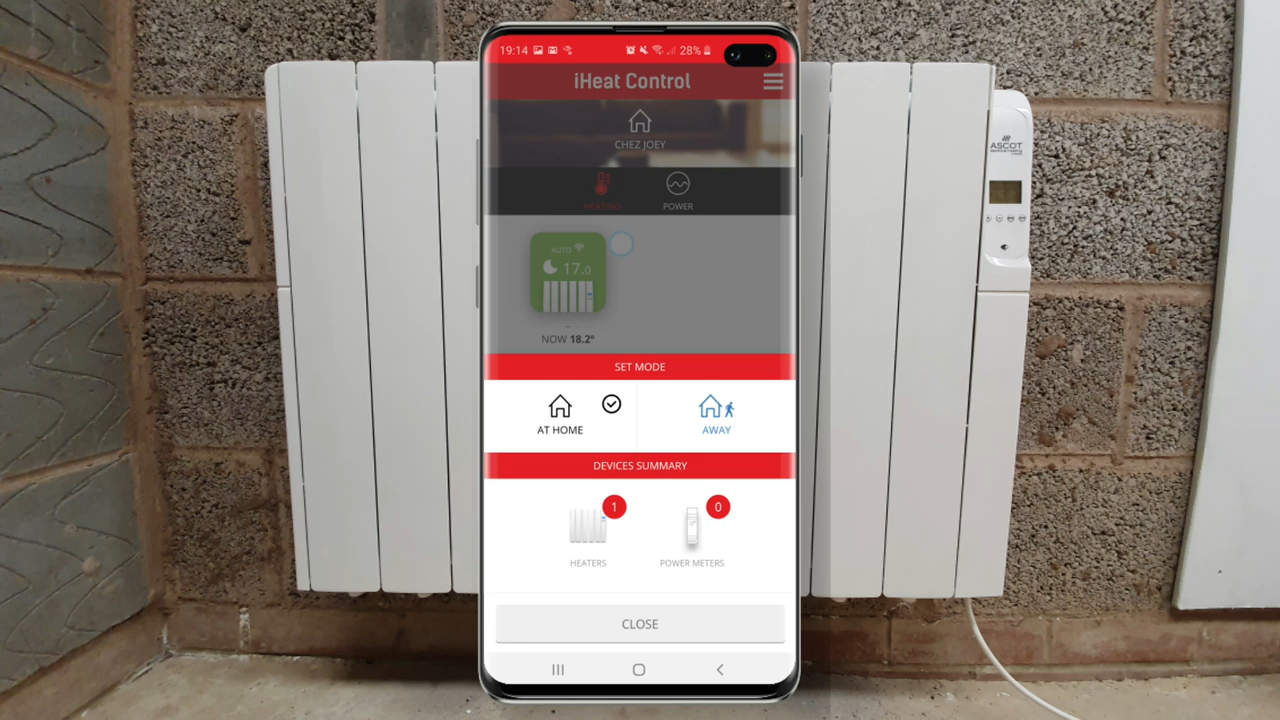 19:14
28%
iHeat Control
CHEZ JOEY
HEATING
POWER
AUTO
17.0
NOW 18.2°
SET MODE
AT HOME
AWAY
DEVICES SUMMARY
1
0
HEATERS
POWER METERS
CLOSE
ASCOT